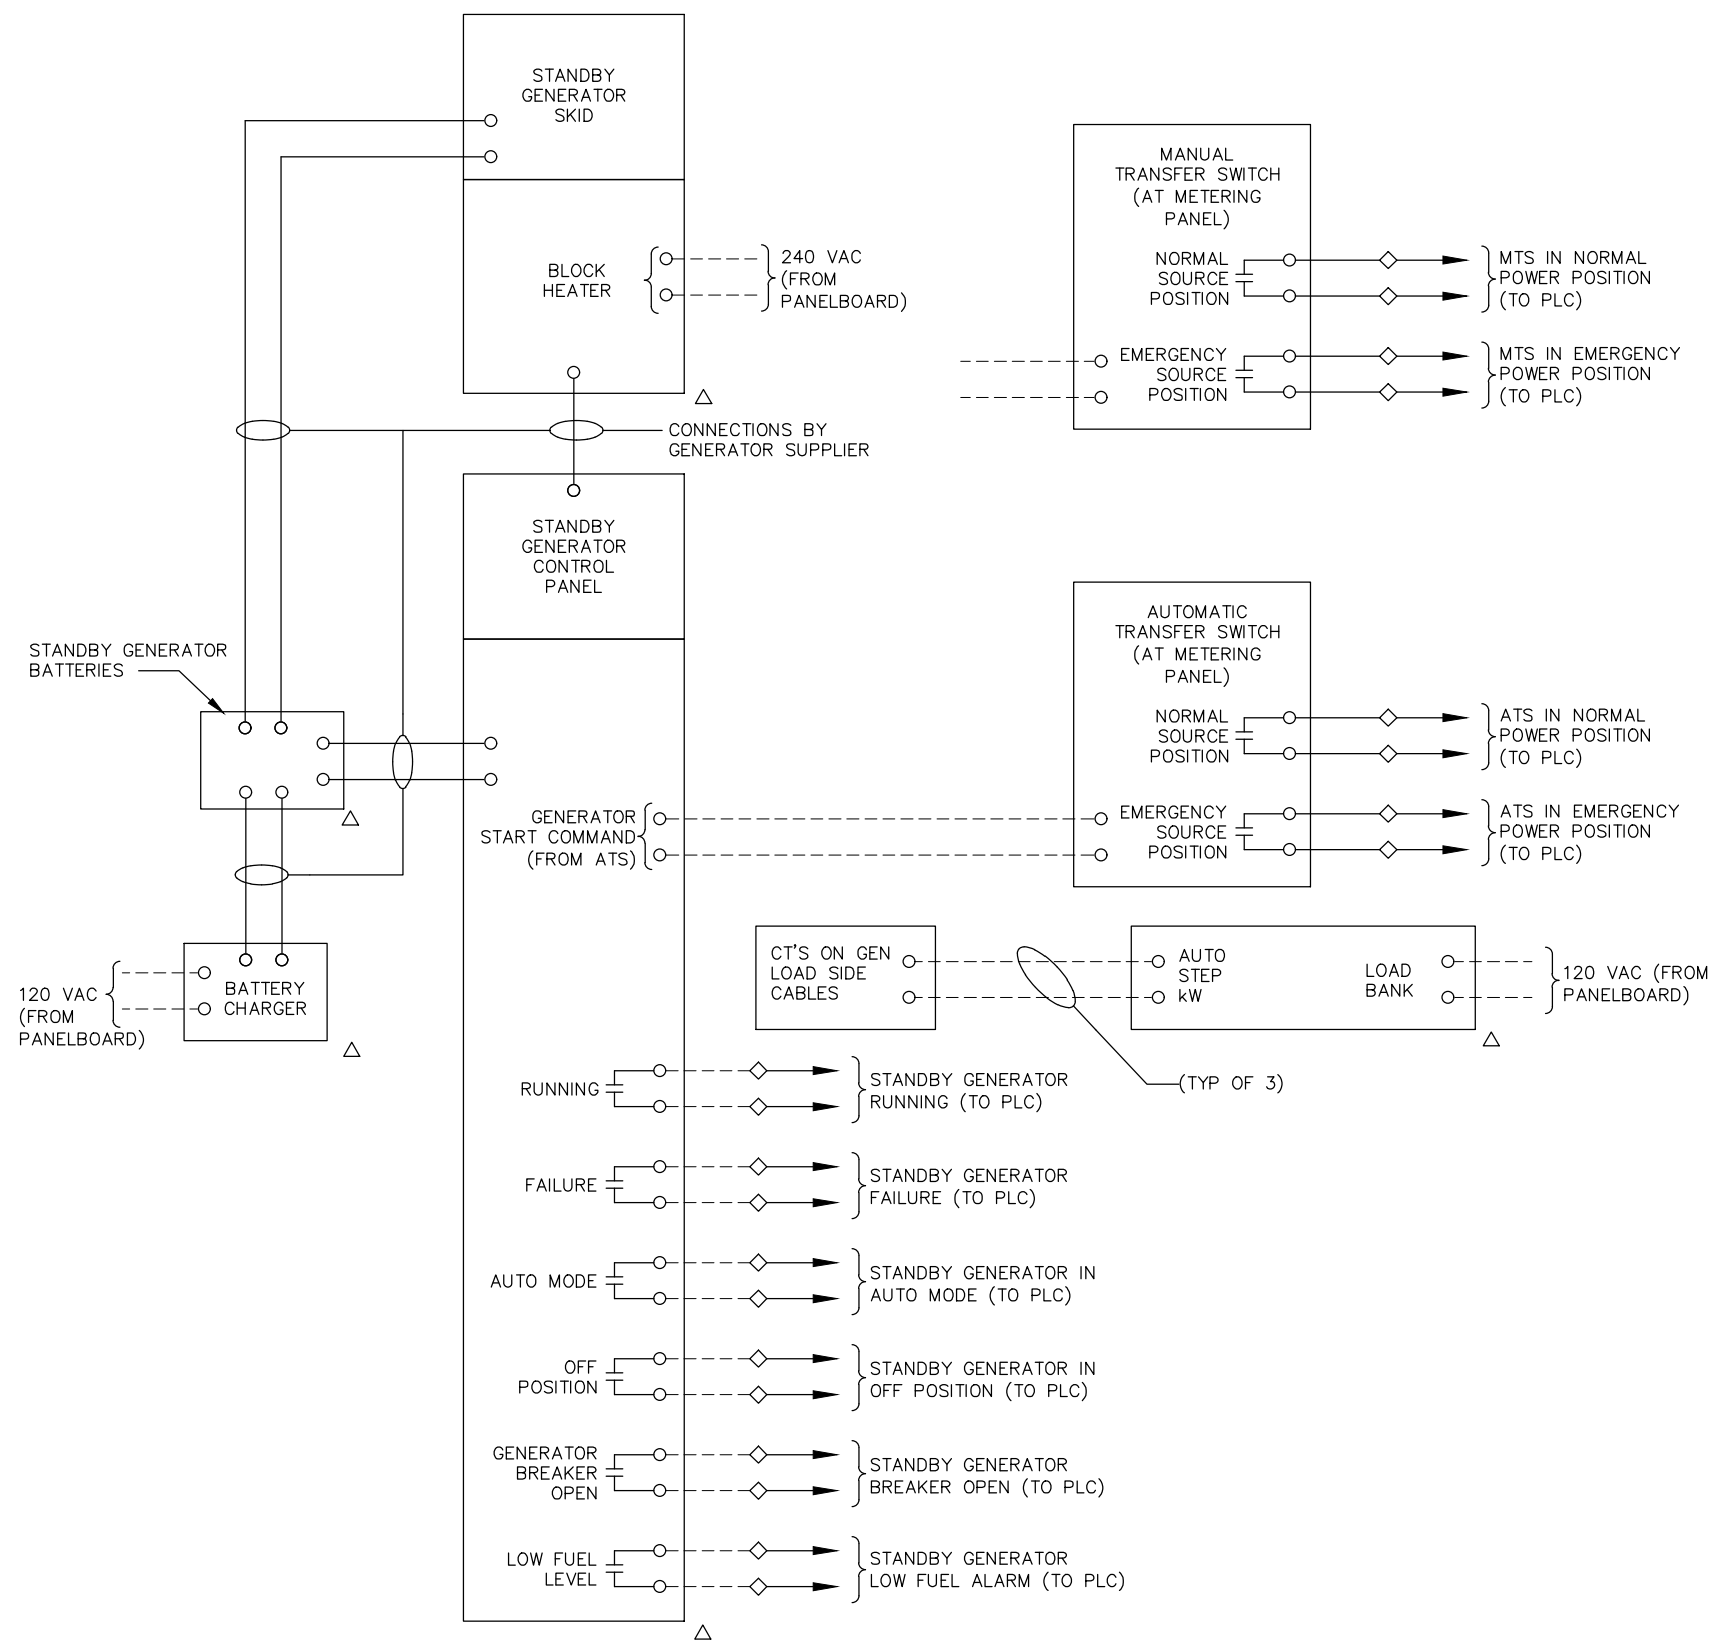 STANDBY
GENERATOR
SKID
BLOCK
HEATER
240 VAC
(FROM
PANELBOARD)
CONNECTIONS BY
GENERATOR SUPPLIER
MANUAL
TRANSFER SWITCH
(AT METERING
PANEL)
NORMAL
SOURCE
POSITION
MTS IN NORMAL
POWER POSITION
(TO PLC)
EMERGENCY
SOURCE
POSITION
MTS IN EMERGENCY
POWER POSITION
(TO PLC)
STANDBY
GENERATOR
CONTROL
PANEL
STANDBY GENERATOR
BATTERIES
GENERATOR
START COMMAND
(FROM ATS)
AUTOMATIC
TRANSFER SWITCH
(AT METERING
PANEL)
NORMAL
SOURCE
POSITION
ATS IN NORMAL
POWER POSITION
(TO PLC)
EMERGENCY
SOURCE
POSITION
ATS IN EMERGENCY
POWER POSITION
(TO PLC)
120 VAC
(FROM
PANELBOARD)
BATTERY
CHARGER
CT'S ON GEN
LOAD SIDE
CABLES
AUTO
STEP
kW
LOAD
BANK
120 VAC (FROM
PANELBOARD)
(TYP OF 3)
RUNNING
STANDBY GENERATOR
RUNNING (TO PLC)
FAILURE
STANDBY GENERATOR
FAILURE (TO PLC)
AUTO MODE
STANDBY GENERATOR IN
AUTO MODE (TO PLC)
OFF
POSITION
STANDBY GENERATOR IN
OFF POSITION (TO PLC)
GENERATOR
BREAKER
OPEN
STANDBY GENERATOR
BREAKER OPEN (TO PLC)
LOW FUEL
LEVEL
STANDBY GENERATOR
LOW FUEL ALARM (TO PLC)